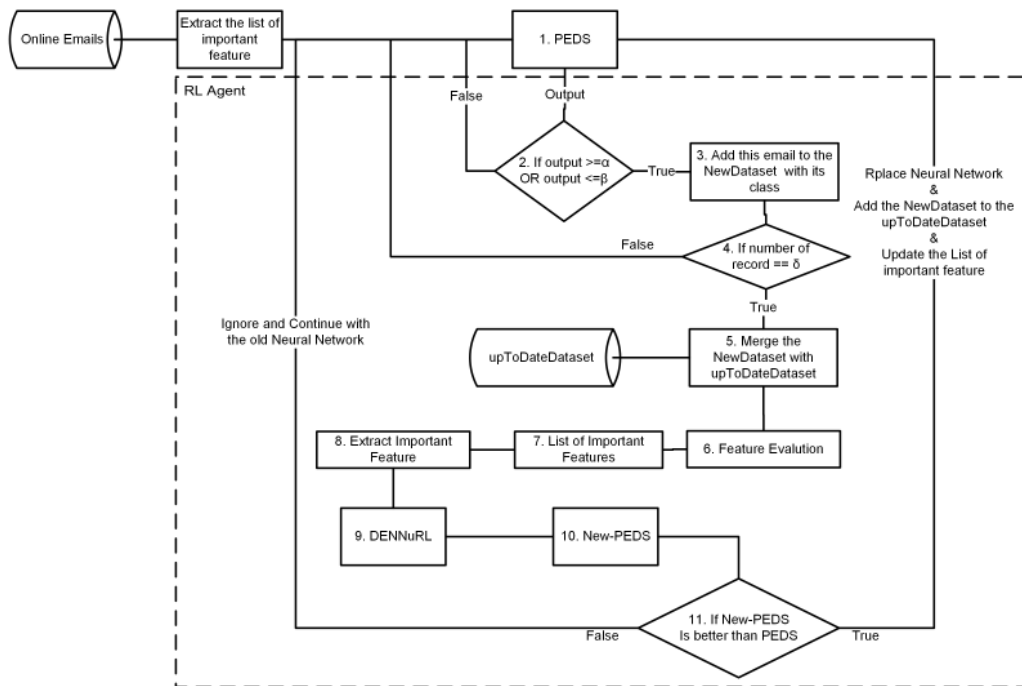 Online Emails
Extract the list of
important
feature
1. PEDS
RL Agent
False
Output
2. If output >=α
OR output <=β
True
3. Add this email to the
NewDataset with its
class
Rplace Neural Network
&
Add the NewDataset to the
upToDateDataset
&
Update the List of
important feature
False
4. If number of
record == δ
True
Ignore and Continue with
the old Neural Network
upToDateDataset
5. Merge the
NewDataset with
upToDateDataset
8. Extract Important
Feature
7. List of Important
Features
6. Feature Evalution
9. DENNuRL
10. New-PEDS
11. If New-PEDS
Is better than PEDS
False
True